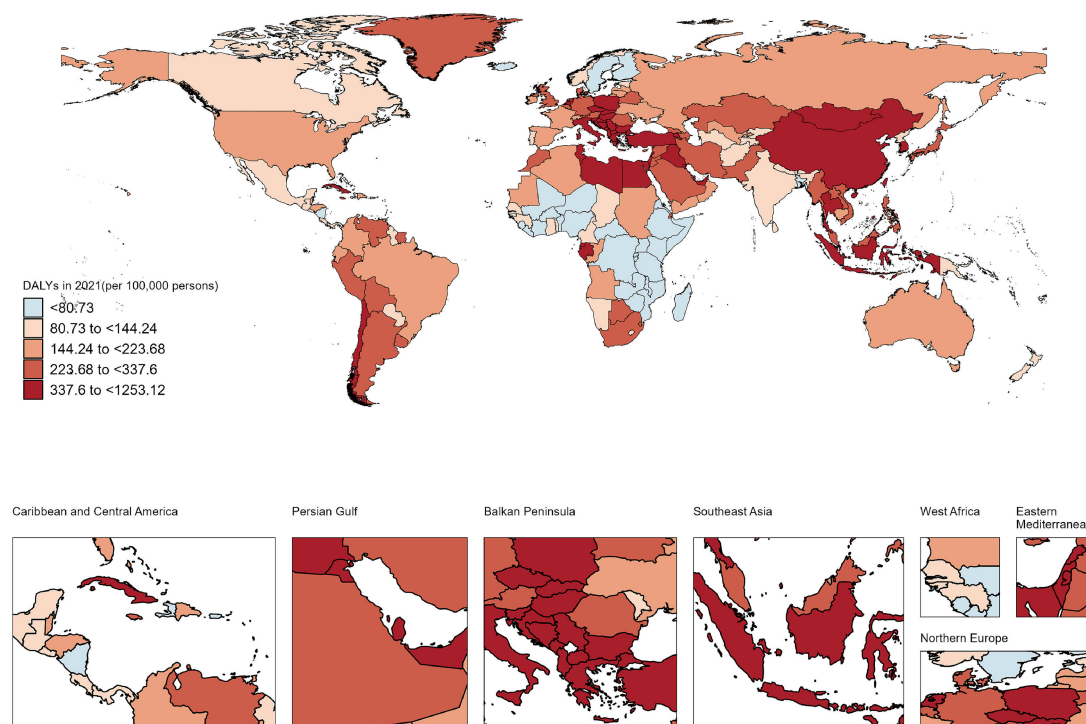 DALYs in 2021(per 100,000 persons)
<80.73
80.73 to <144.24
144.24 to <223.68
223.68 to <337.6
337.6 to <1253.12
Caribbean and Central America
Persian Gulf
Balkan Peninsula
Southeast Asia
West Africa
Eastern
Mediterranea
Northern Europe